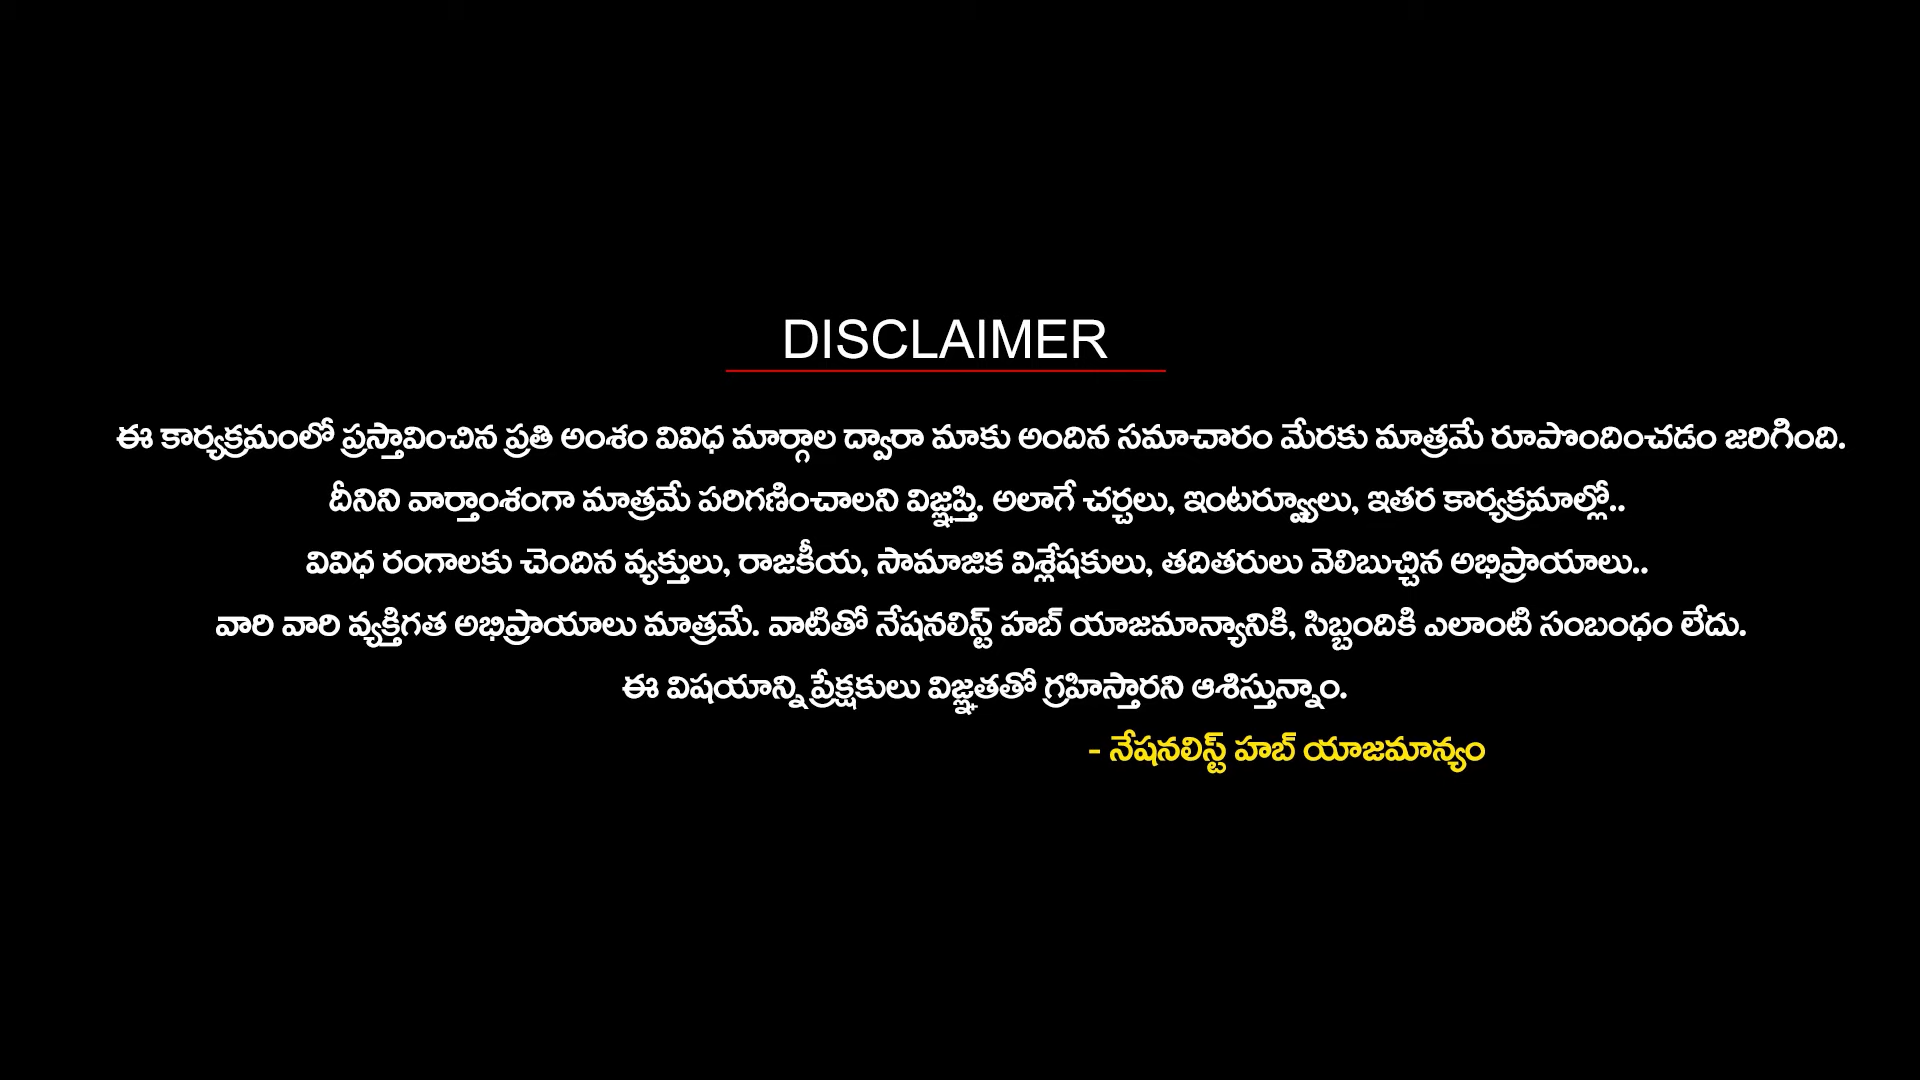 DISCLAIMER
ఈ కార్యక్రమంలో ప్రస్తావించిన ప్రతి అంశం వివిధ మార్గాల ద్వారా మాకు అందిన సమాచారం మేరకు మాత్రమే రూపొందించడం జరిగింది.
దీనిని వార్తాంశంగా మాత్రమే పరిగణించాలని విజ్ఞప్తి. అలాగే చర్చలు, ఇంటర్వ్యూలు, ఇతర కార్యక్రమాల్లో..
వివిధ రంగాలకు చెందిన వ్యక్తులు, రాజకీయ, సామాజిక విశ్లేషకులు, తదితరులు వెలిబుచ్చిన అభిప్రాయాలు..
వారి వారి వ్యక్తిగత అభిప్రాయాలు మాత్రమే. వాటితో నేషనలిస్ట్ హబ్ యాజమాన్యానికి, సిబ్బందికి ఎలాంటి సంబంధం లేదు.
ఈ విషయాన్ని ప్రేక్షకులు విజ్ఞతతో గ్రహిస్తారని ఆశిస్తున్నాం.
- నేషనలిస్ట్ హబ్ యాజమాన్యం